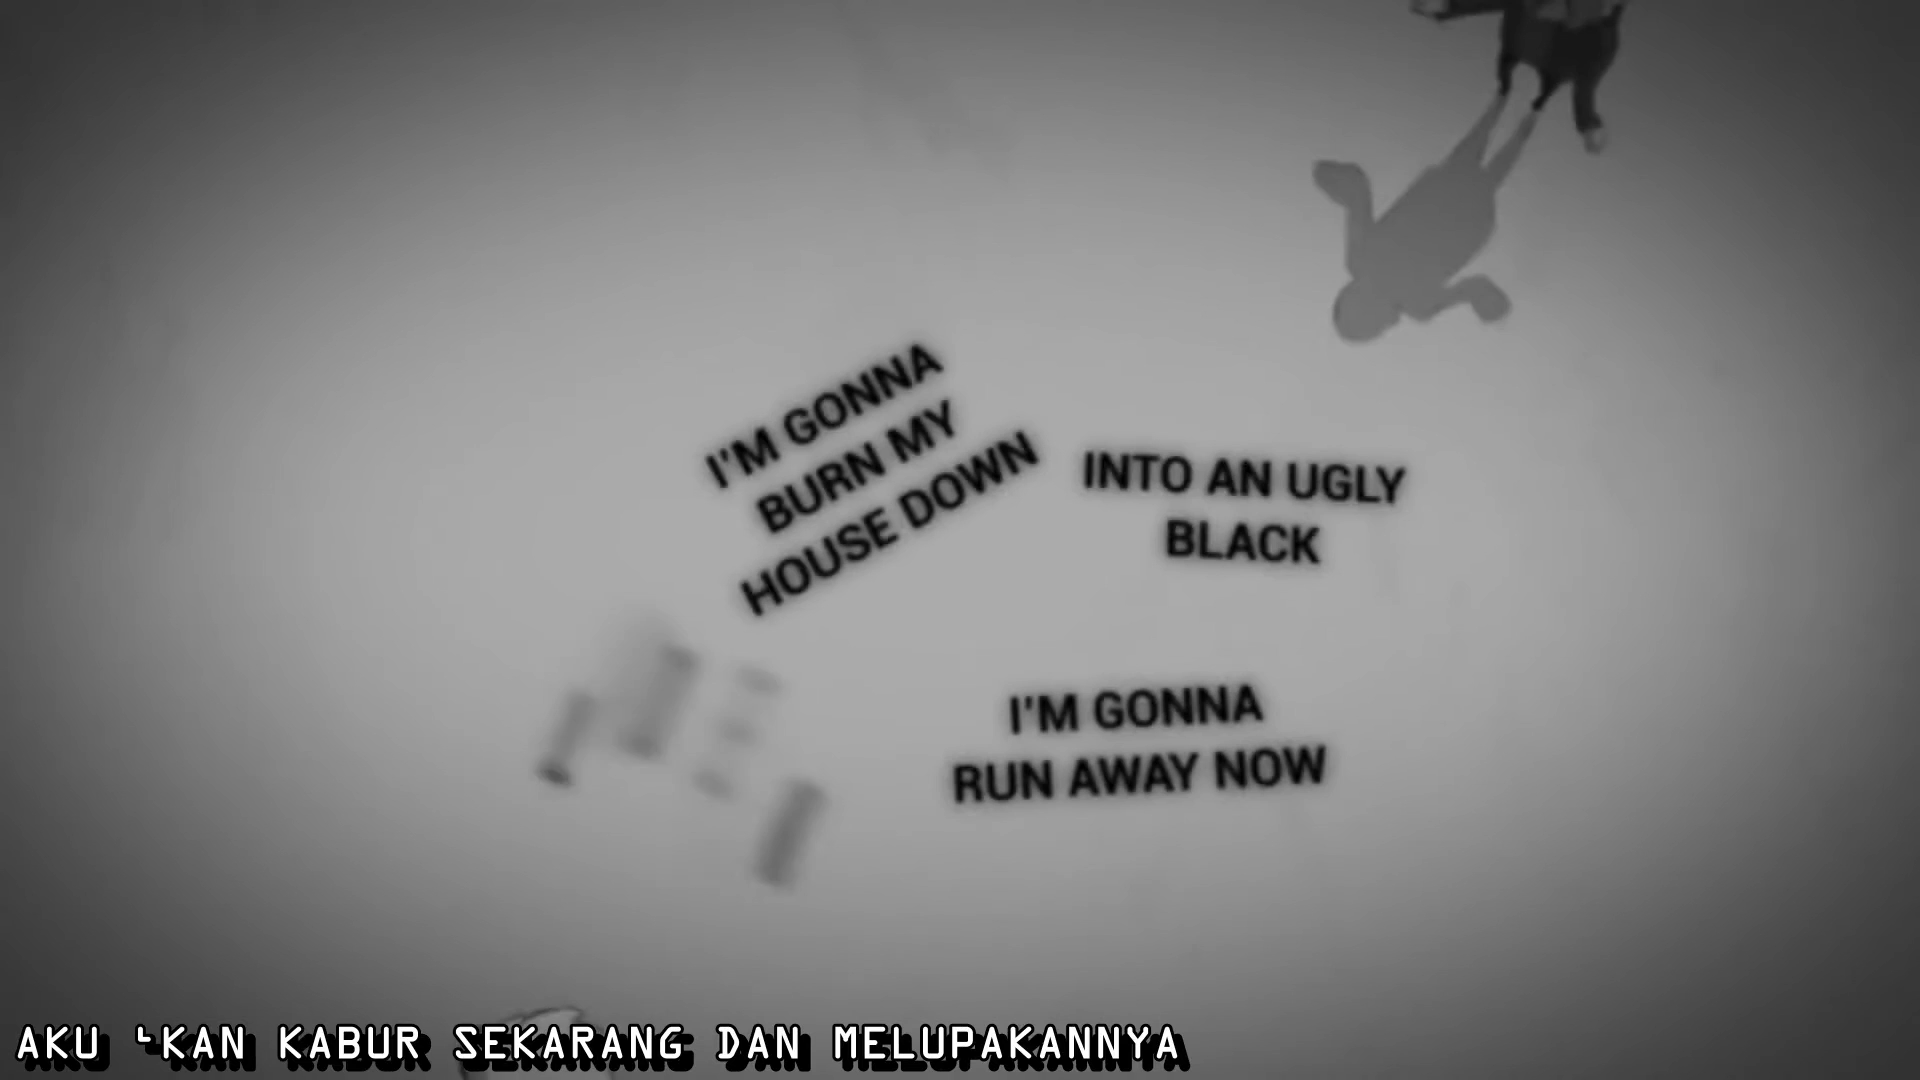 I'M GONNA
BURN MY
HOUSE DOWN
INTO AN UGLY
BLACK
I'M GONNA
RUN AWAY NOW
AKU 'KAN KABUR SEKARANG DAN MELUPAKANNYA